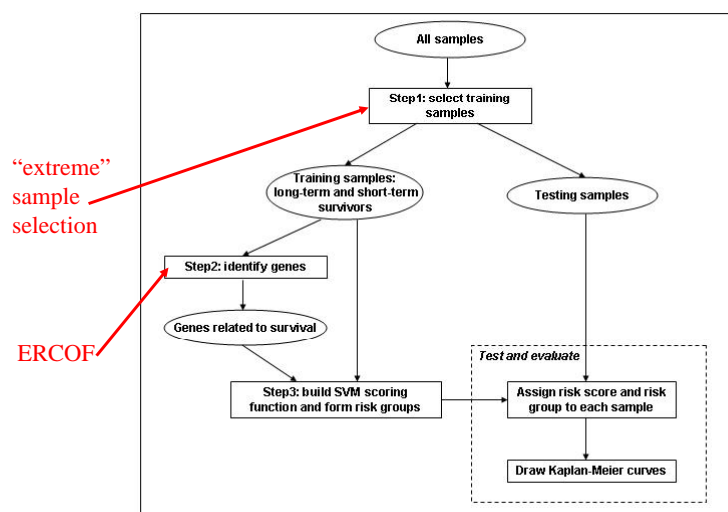 All samples
Step1: select training
samples
"extreme"
sample
selection
Training samples:
long-term and short-term
survivors
Testing samples
Step2: identify genes
Genes related to survival
ERCOF
Test and evaluate
Step3: build SVM scoring
function and form risk groups
Assign risk score and risk
group to each sample
Draw Kaplan-Meier curves